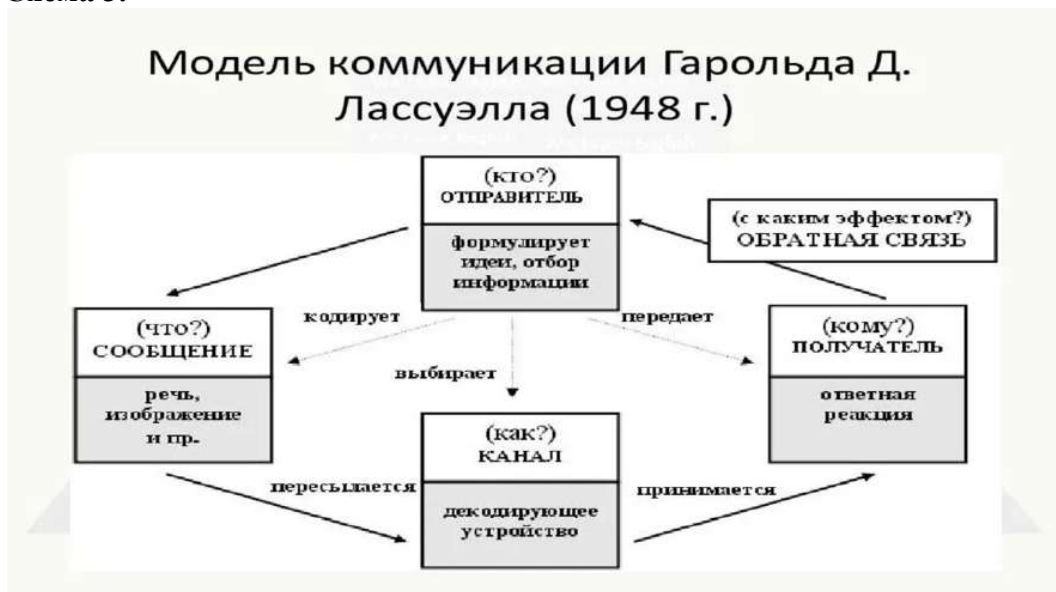 Модель коммуникации Гарольда Д.
Лассуэлла (1948 г.)
(кто?)
ОТПРАВИТЕЛЬ
формулирует
идеи, отбор
информации
(с каким эффектом?)
ОБРАТНАЯ СВЯЗЬ
кодирует
передает
выбирает
(что?)
СООБЩЕНИЕ
речь,
изображение
и пр.
(кому?)
ПОЛУЧАТЕЛЬ
ответная
реакция
(как?)
КАНАЛ
декодирующее
устройство
пересылается
принимается